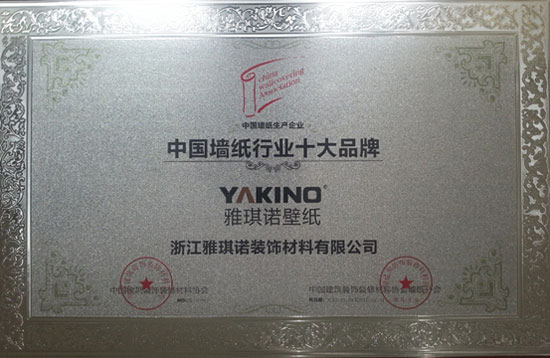 china
wallcovering
Association
中国墙纸生产企业
中国墙纸行业十大品牌
YAKINO®
雅琪诺壁纸
浙江雅琪诺装饰材料有限公司
中国建筑装饰装修材料协会
中国建筑装饰装修材料协会墙纸分会